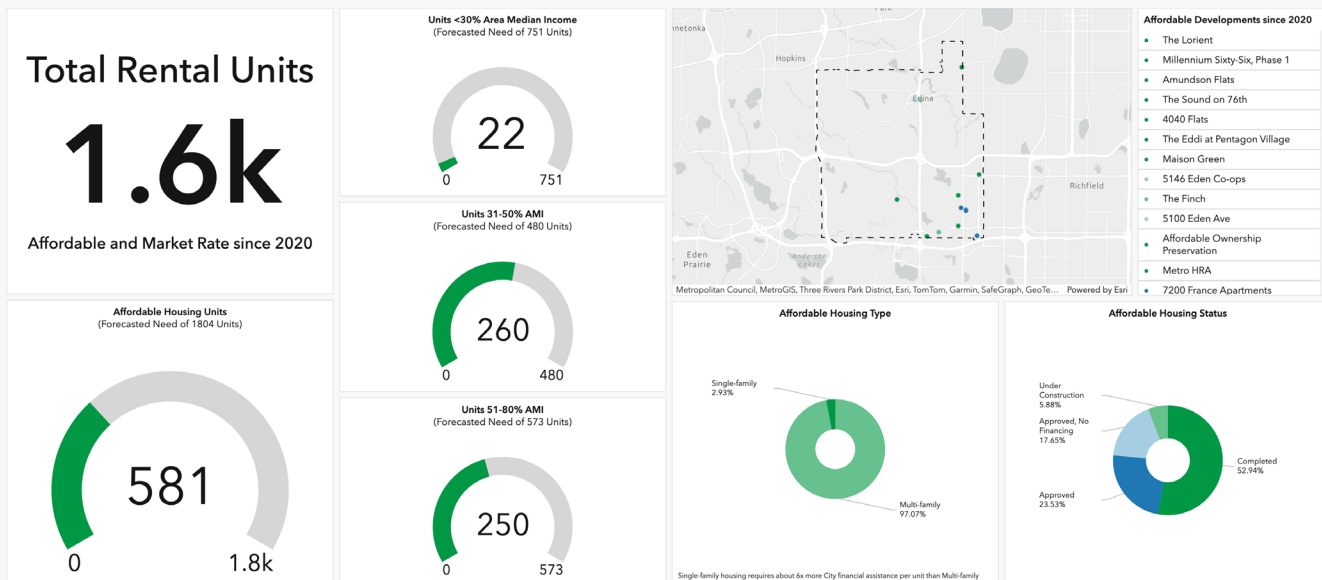 Total Rental Units
1.6k
Affordable and Market Rate since 2020
Affordable Housing Units
(Forecasted Need of 1804 Units)
581
0
1.8k
Units <30% Area Median Income
(Forecasted Need of 751 Units)
22
0
751
Units 31-50% AMI
(Forecasted Need of 480 Units)
260
0
480
Units 51-80% AMI
(Forecasted Need of 573 Units)
250
0
573
nnetonka
Hopkins
Edina
Richfield
Eden
Prairie
Anderson
Lakes
Metropolitan Council, MetroGIS, Three Rivers Park District, Esri, TomTom, Garmin, SafeGraph, GeoTe...
Powered by Esri
Affordable Developments since 2020
The Lorient
Millennium Sixty-Six, Phase 1
Amundson Flats
The Sound on 76th
4040 Flats
The Eddi at Pentagon Village
Maison Green
5146 Eden Co-ops
The Finch
5100 Eden Ave
Affordable Ownership
Preservation
Metro HRA
7200 France Apartments
Affordable Housing Type
Single-family
2.93%
Multi-family
97.07%
Single-family housing requires about 6x more City financial assistance per unit than Multi-family
Affordable Housing Status
Under
Construction
5.88%
Approved, No
Financing
17.65%
Completed
52.94%
Approved
23.53%